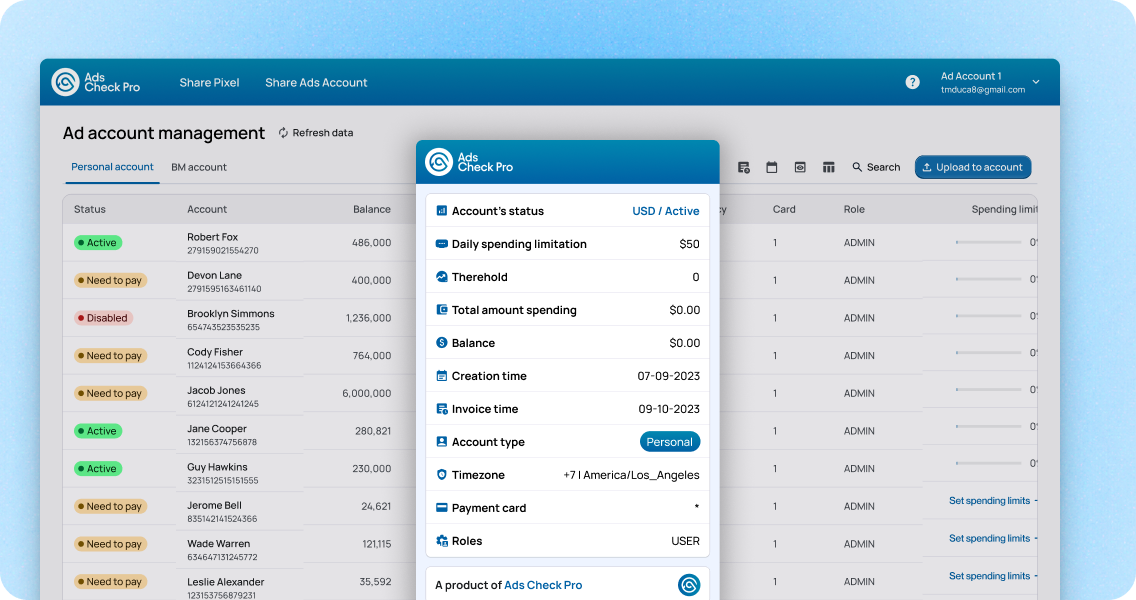 Ads
Check Pro
Share Pixel
Share Ads Account
?
Ad Account 1
tmduca8@gmail.com
Ad account management
Refresh data
Personal account
BM account
Search
Upload to account
Status Account Balance cy Card Role Spending limit
Active Robert Fox 486,000 1 ADMIN 0
279159021554270
Need to pay Devon Lane 400,000 1 ADMIN 0
2791595163461140
Disabled Brooklyn Simmons 1,236,000 1 ADMIN 0
654743523535235
Need to pay Cody Fisher 764,000 1 ADMIN 0
1124124153664366
Need to pay Jacob Jones 6,000,000 1 ADMIN 0
6124121241241245
Active Jane Cooper 280,821 1 ADMIN 0
132156374756878
Active Guy Hawkins 230,000 1 ADMIN 0
3231512515151555
Need to pay Jerome Bell 24,621 1 ADMIN Set spending limits
835142141524366
Need to pay Wade Warren 121,115 1 ADMIN Set spending limits
634647131245772
Need to pay Leslie Alexander 35,592 1 ADMIN Set spending limits
123153756879231
Ads
Check Pro
Account's status USD / Active
Daily spending limitation $50
Therehold 0
Total amount spending $0.00
Balance $0.00
Creation time 07-09-2023
Invoice time 09-10-2023
Account type Personal
Timezone +7 | America/Los_Angeles
Payment card *
Roles USER
A product of Ads Check Pro